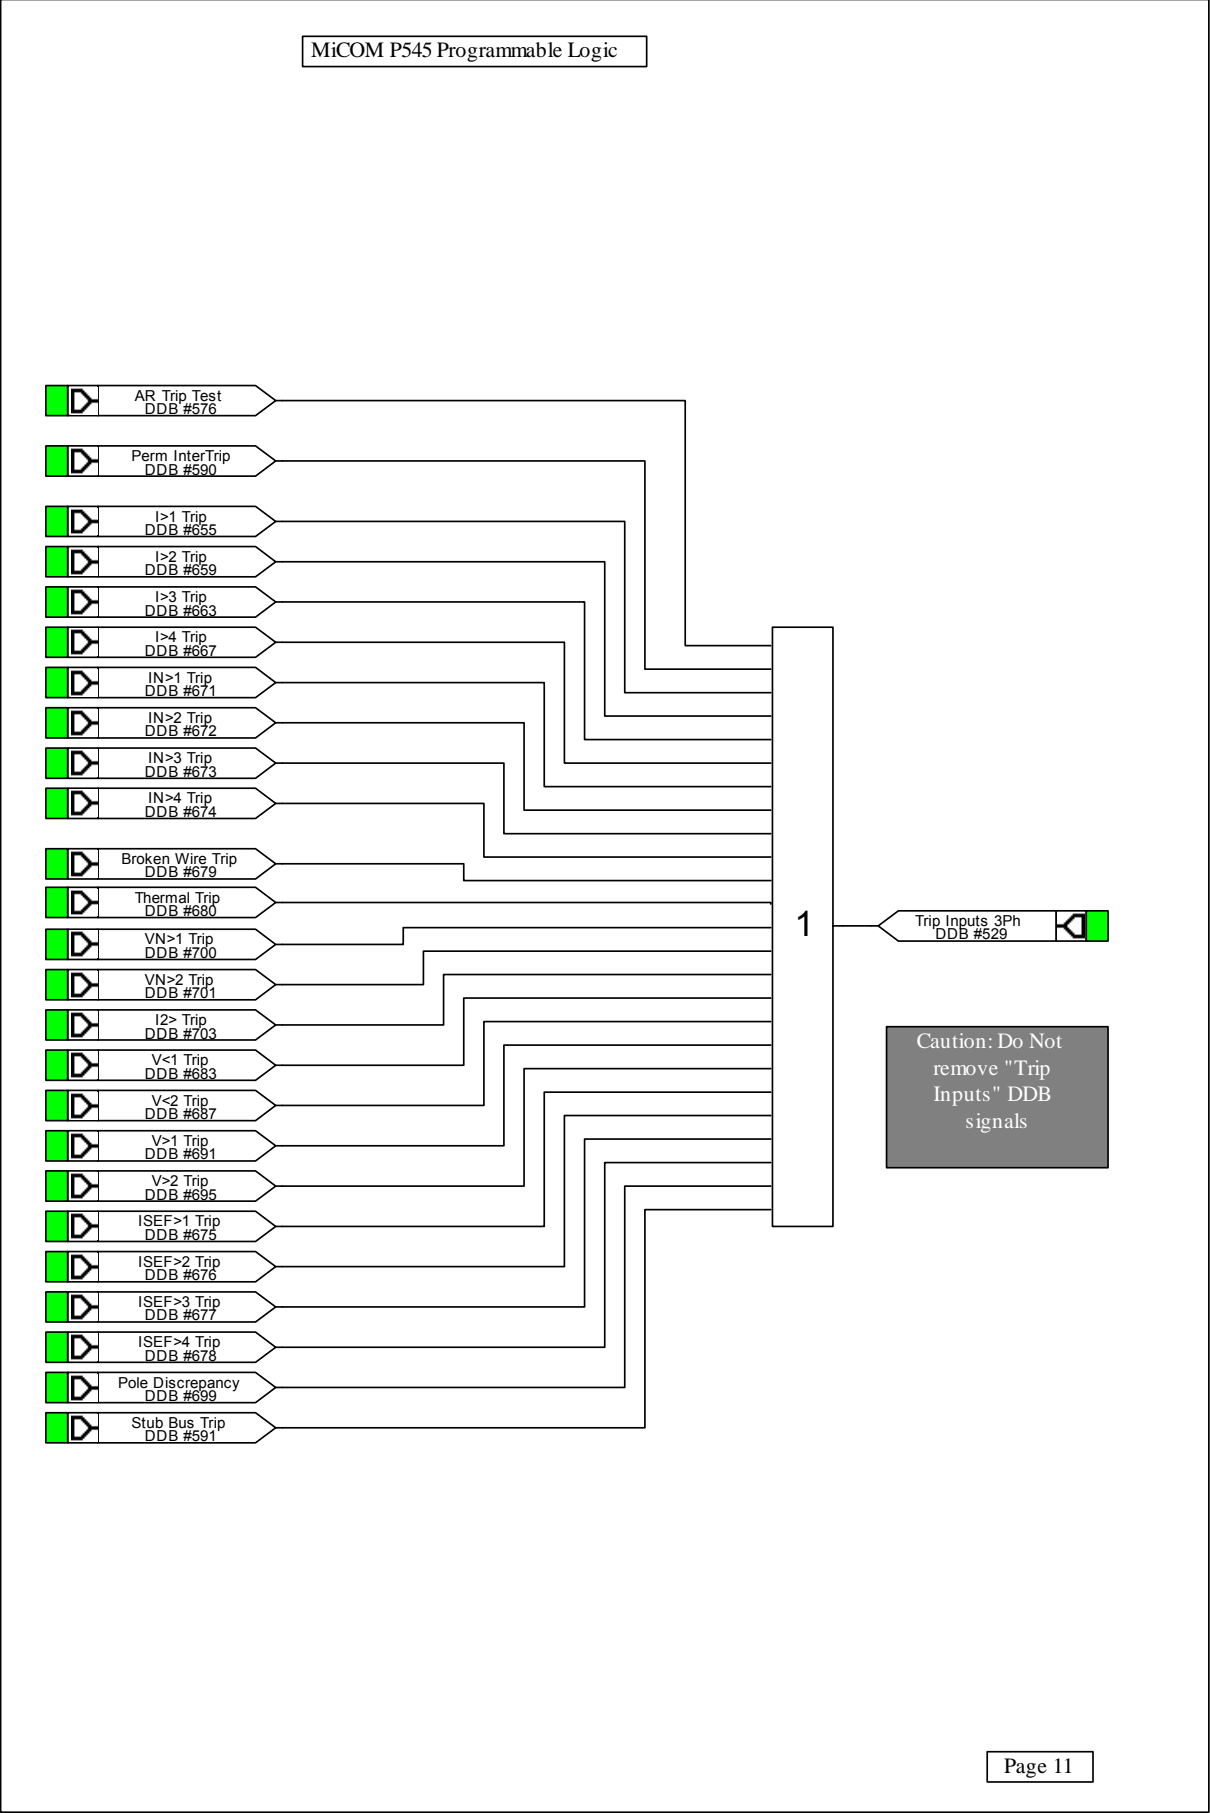 MiCOM P545 Programmable Logic
AR Trip Test
DDB #576
Perm InterTrip
DDB #590
I>1 Trip
DDB #655
I>2 Trip
DDB #659
I>3 Trip
DDB #663
I>4 Trip
DDB #667
IN>1 Trip
DDB #671
IN>2 Trip
DDB #672
IN>3 Trip
DDB #673
IN>4 Trip
DDB #674
Broken Wire Trip
DDB #679
Thermal Trip
DDB #680
VN>1 Trip
DDB #700
VN>2 Trip
DDB #701
I2> Trip
DDB #703
V<1 Trip
DDB #683
V<2 Trip
DDB #687
V>1 Trip
DDB #691
V>2 Trip
DDB #695
ISEF>1 Trip
DDB #675
ISEF>2 Trip
DDB #676
ISEF>3 Trip
DDB #677
ISEF>4 Trip
DDB #678
Pole Discrepancy
DDB #699
Stub Bus Trip
DDB #591
1
Trip Inputs 3Ph
DDB #529
Caution: Do Not
remove "Trip
Inputs" DDB
signals
Page 11